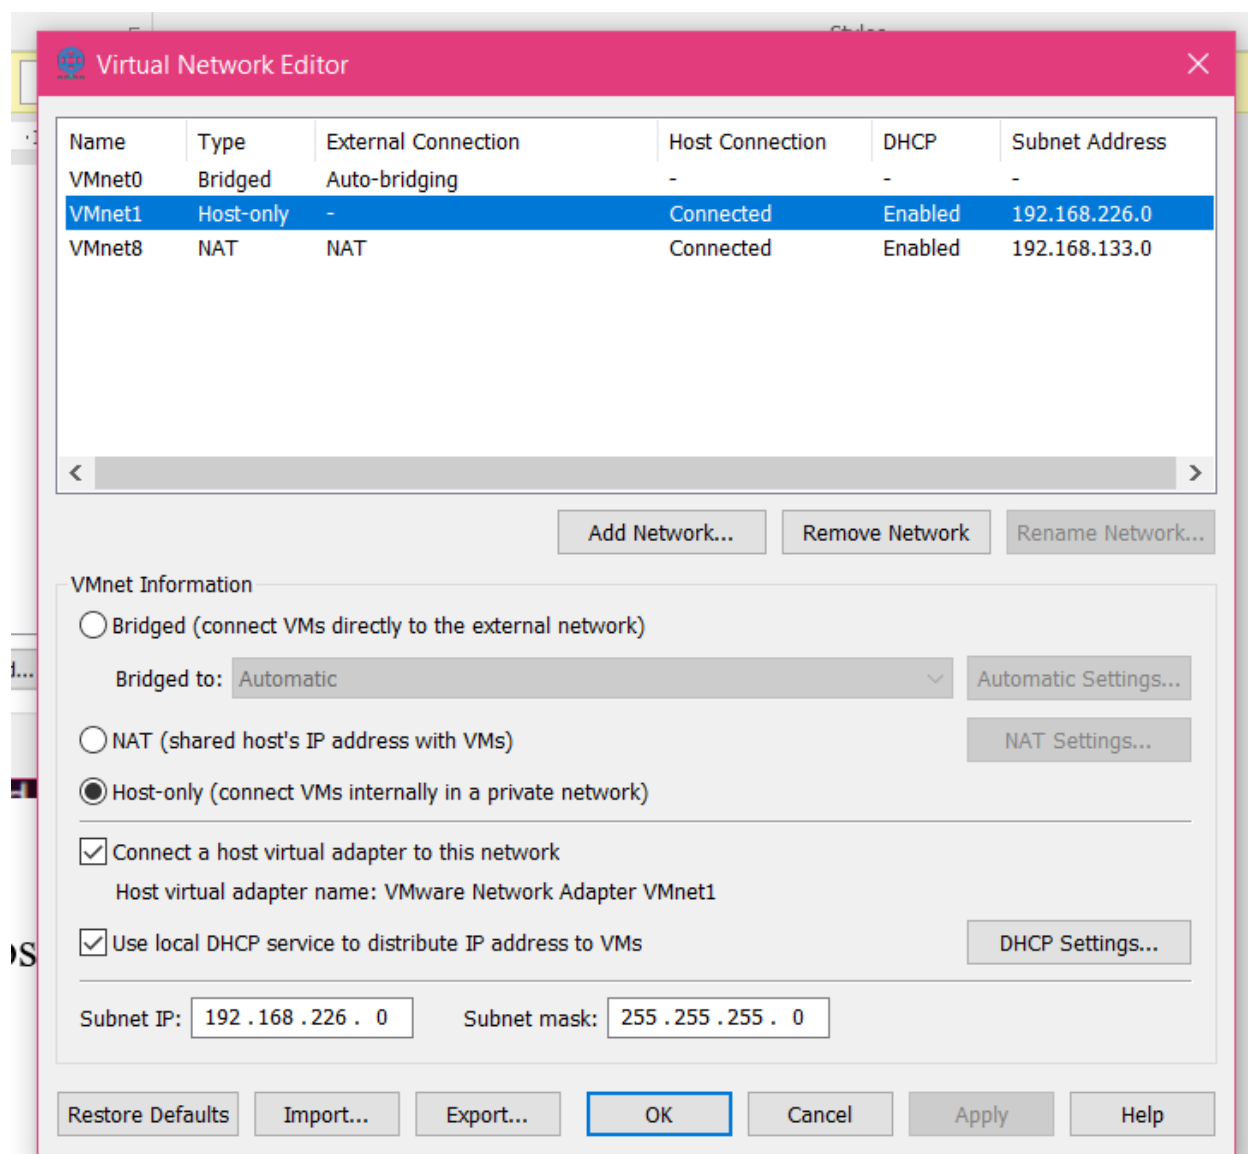 Virtual Network Editor
Name Type External Connection Host Connection DHCP Subnet Address
VMnet0 Bridged Auto-bridging - - -
VMnet1 Host-only - Connected Enabled 192.168.226.0
VMnet8 NAT NAT Connected Enabled 192.168.133.0
Add Network... Remove Network Rename Network...
VMnet Information
Bridged (connect VMs directly to the external network)
Bridged to: Automatic Automatic Settings...
NAT (shared host's IP address with VMs) NAT Settings...
Host-only (connect VMs internally in a private network)
Connect a host virtual adapter to this network
Host virtual adapter name: VMware Network Adapter VMnet1
Use local DHCP service to distribute IP address to VMs DHCP Settings...
Subnet IP: 192 . 168 . 226 . 0 Subnet mask: 255 . 255 . 255 . 0
Restore Defaults Import... Export... OK Cancel Apply Help